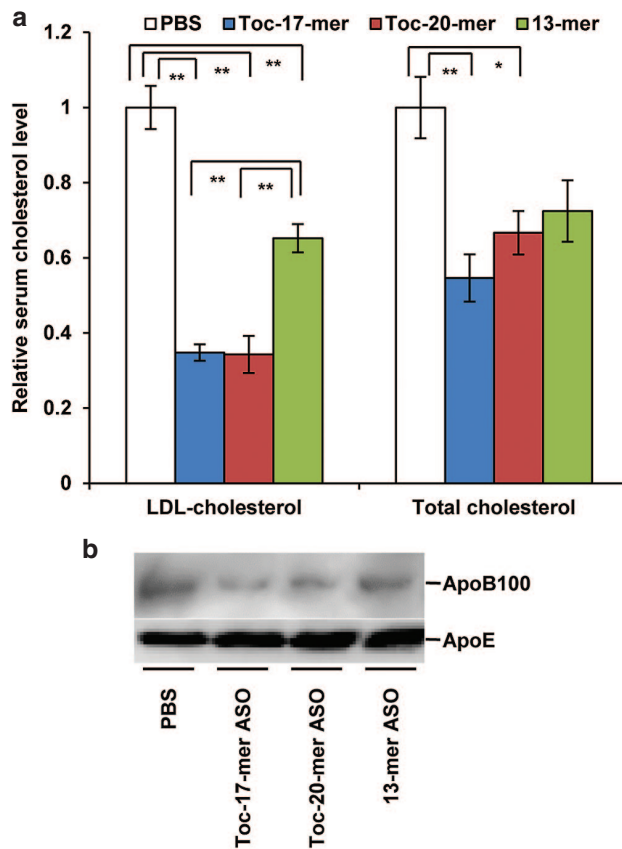 a
PBS Toc-17-mer Toc-20-mer 13-mer
Relative serum cholesterol level
1.2
1
0.8
0.6
0.4
0.2
0
** ** **
** **
** *
LDL-cholesterol Total cholesterol
b
ApoB100
ApoE
PBS
Toc-17-mer ASO
Toc-20-mer ASO
13-mer ASO